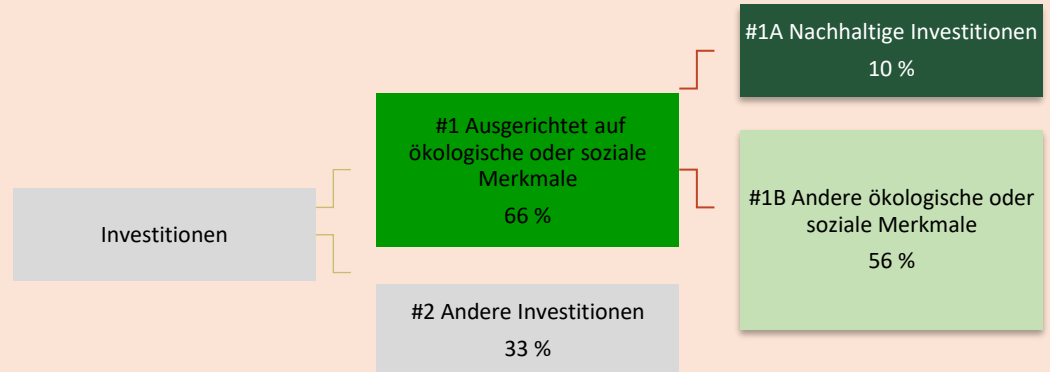 Investitionen
#1 Ausgerichtet auf
ökologische oder soziale
Merkmale
66 %
#2 Andere Investitionen
33 %
#1A Nachhaltige Investitionen
10 %
#1B Andere ökologische oder
soziale Merkmale
56 %